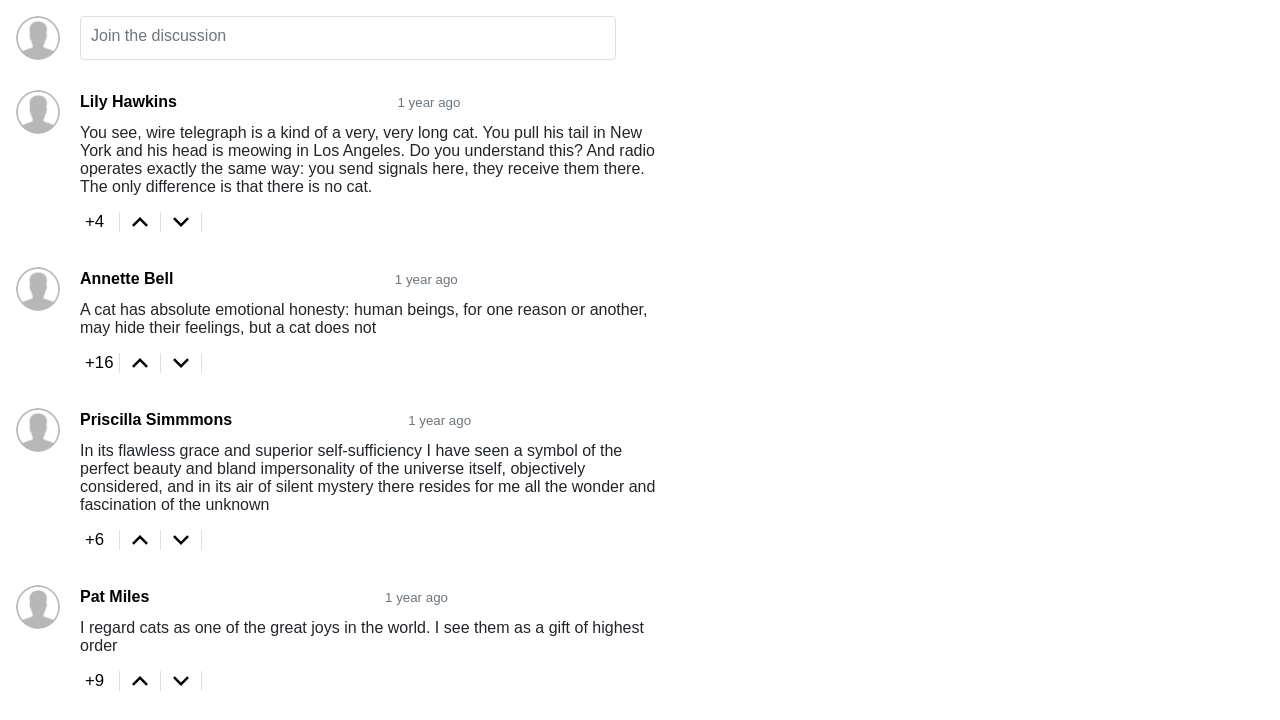 Join the discussion
Lily Hawkins 1 year ago
You see, wire telegraph is a kind of a very, very long cat. You pull his tail in New
York and his head is meowing in Los Angeles. Do you understand this? And radio
operates exactly the same way: you send signals here, they receive them there.
The only difference is that there is no cat.
+4
Annette Bell 1 year ago
A cat has absolute emotional honesty: human beings, for one reason or another,
may hide their feelings, but a cat does not
+16
Priscilla Simmmons 1 year ago
In its flawless grace and superior self-sufficiency I have seen a symbol of the
perfect beauty and bland impersonality of the universe itself, objectively
considered, and in its air of silent mystery there resides for me all the wonder and
fascination of the unknown
+6
Pat Miles 1 year ago
I regard cats as one of the great joys in the world. I see them as a gift of highest
order
+9